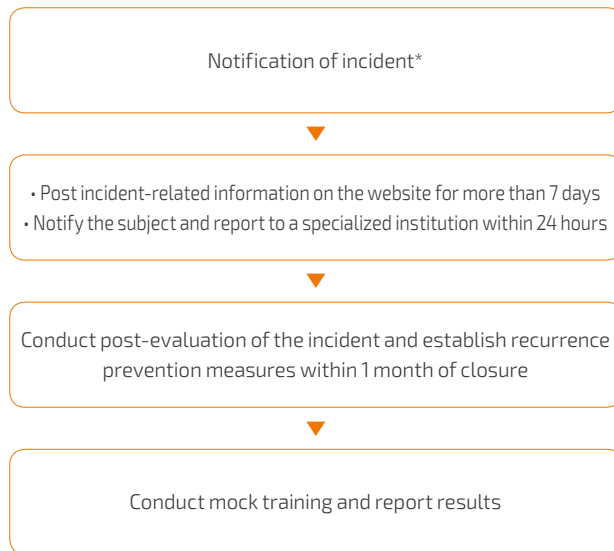 Notification of incident*
• Post incident-related information on the website for more than 7 days
• Notify the subject and report to a specialized institution within 24 hours
Conduct post-evaluation of the incident and establish recurrence
prevention measures within 1 month of closure
Conduct mock training and report results